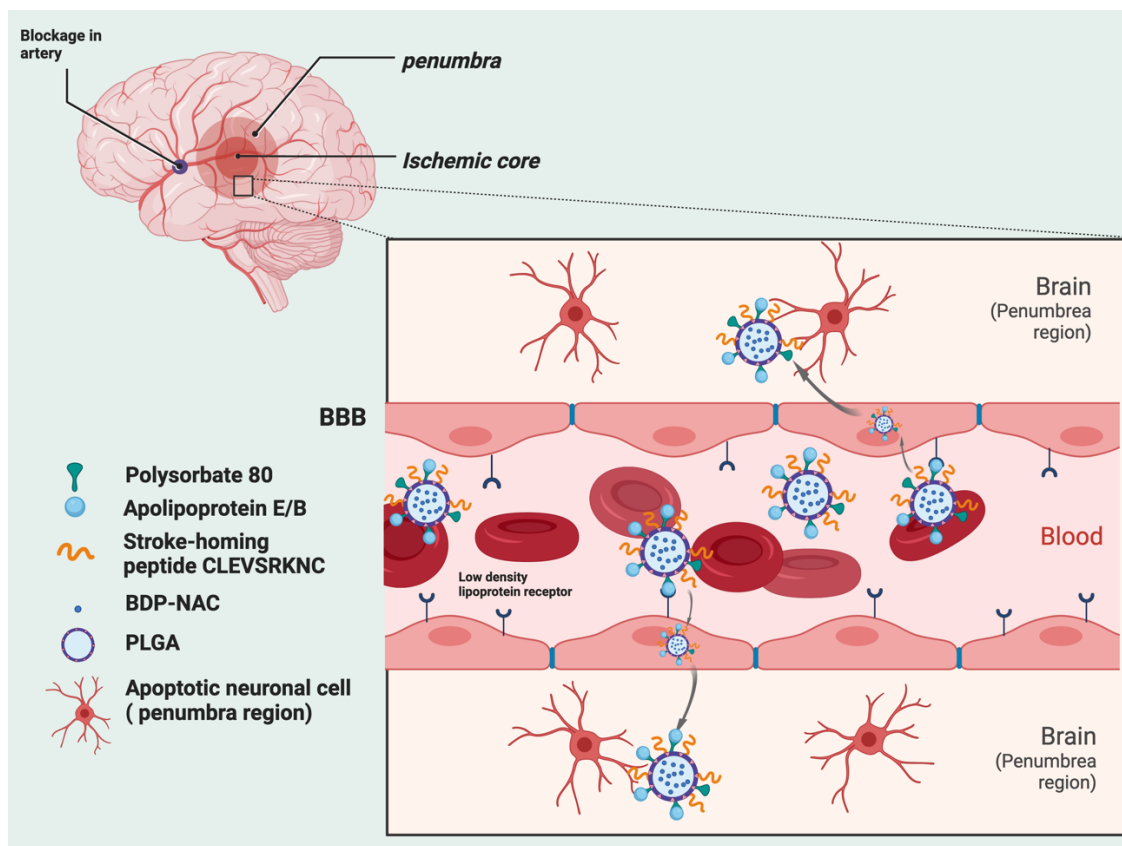 Blockage in
artery
penumbra
Ischemic core
Brain
(Penumbrea
region)
BBB
Polysorbate 80
Apolipoprotein E/B
Stroke-homing
peptide CLEVSRKNC
BDP-NAC
PLGA
Apoptotic neuronal cell
( penumbra region)
Blood
Low density
lipoprotein receptor
Brain
(Penumbrea
region)